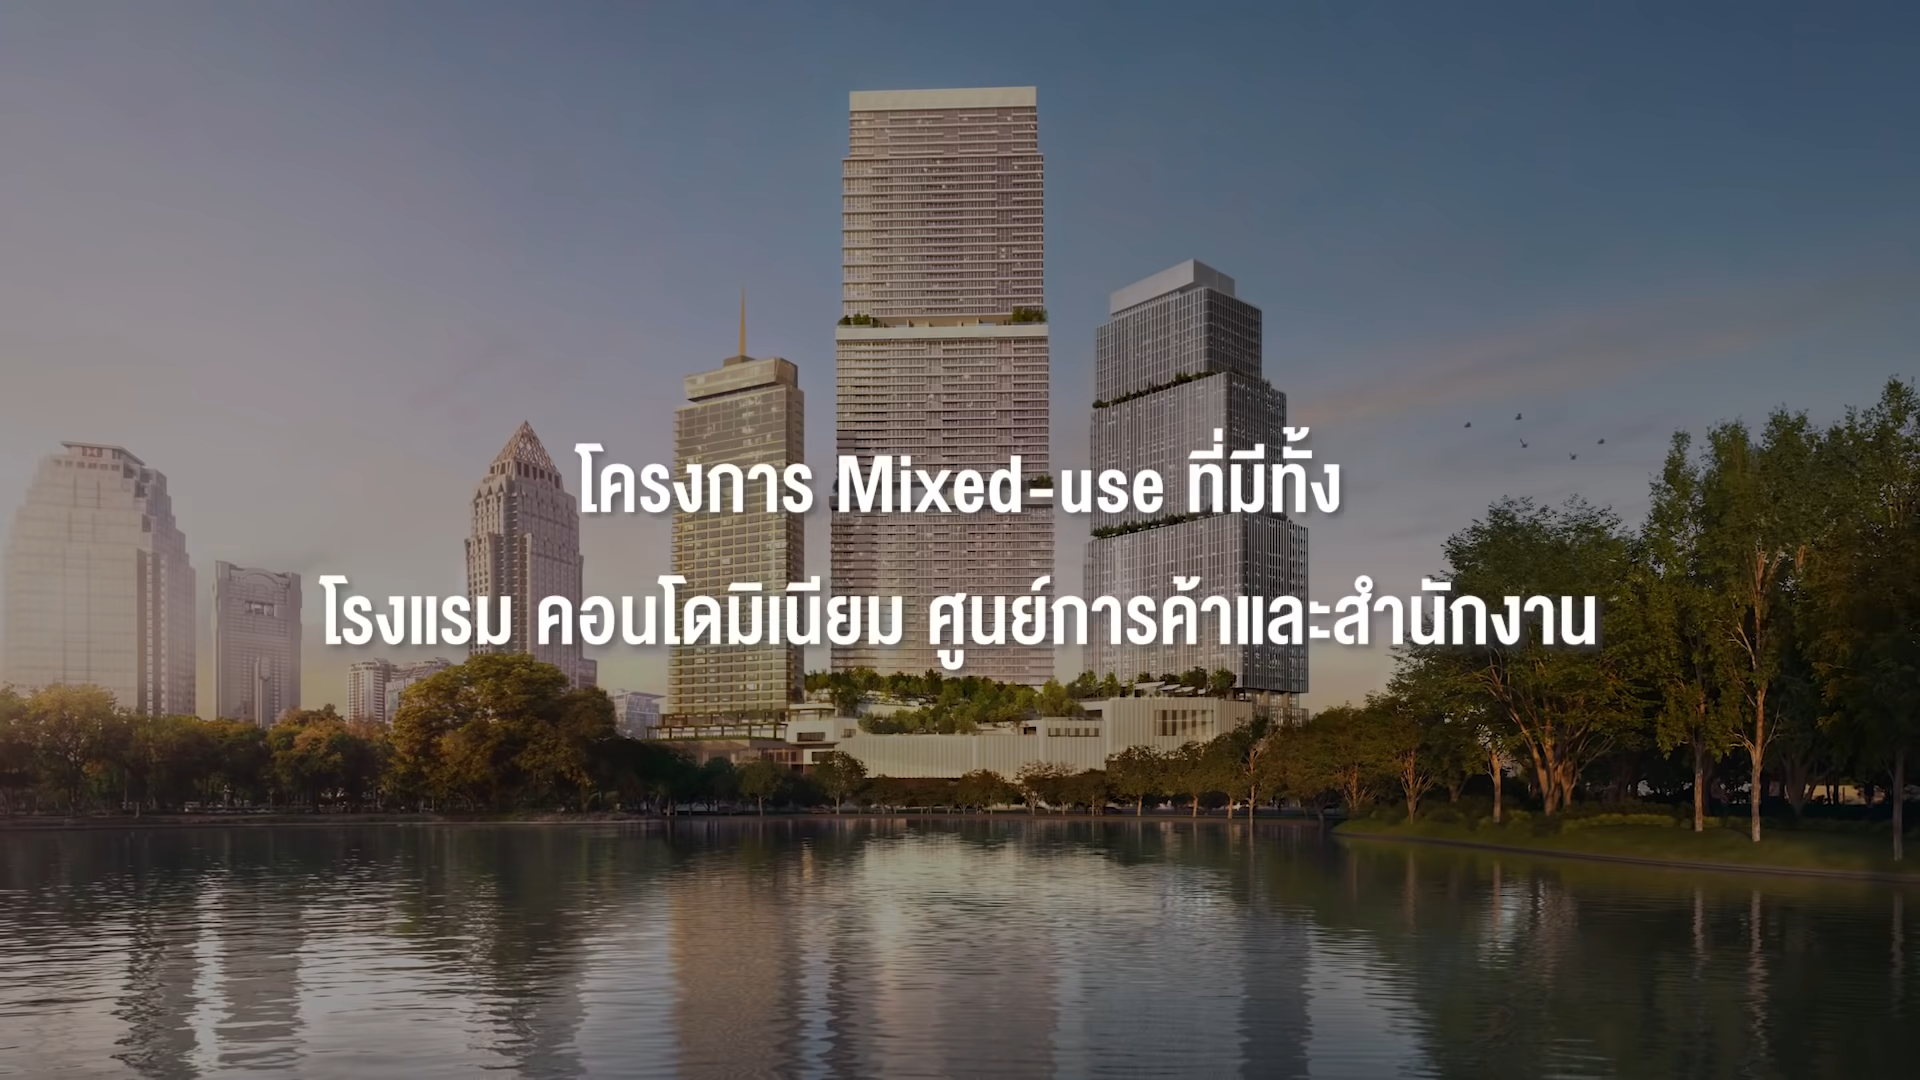 โครงการ Mixed-use ที่มีทั้ง
โรงแรม คอนโดมิเนียม ศูนย์การค้าและสำนักงาน